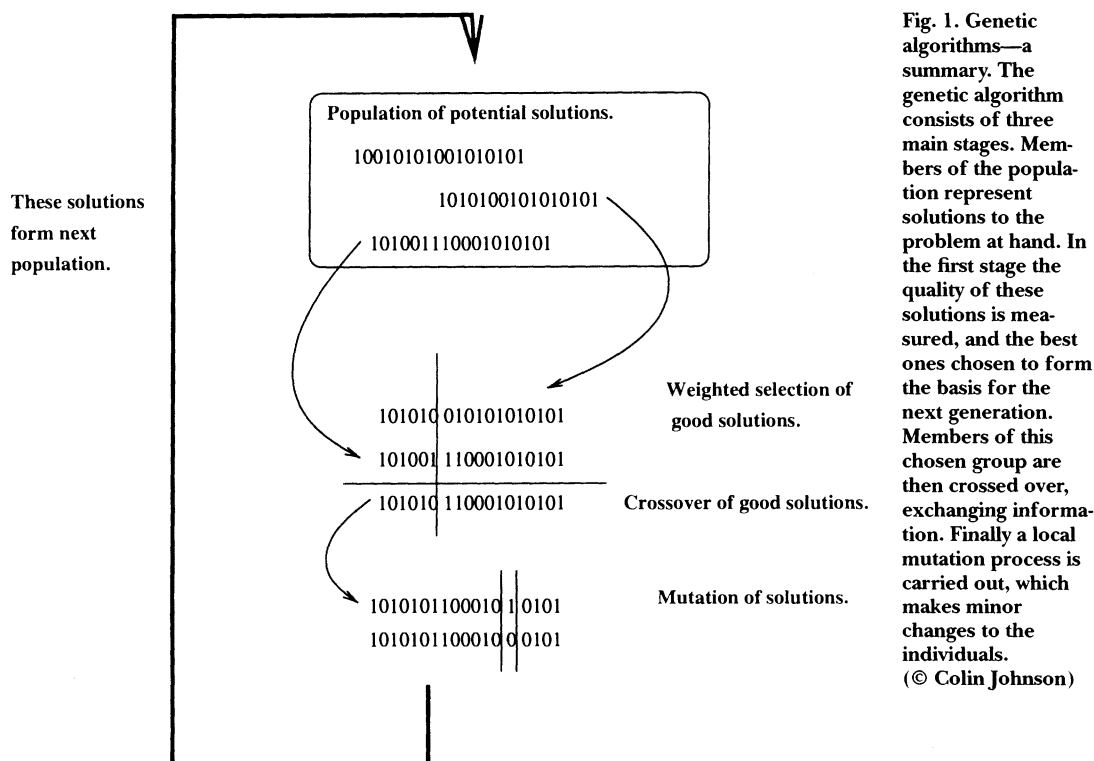 Population of potential solutions.
10010101001010101
1010100101010101
101001110001010101
These solutions
form next
population.
Weighted selection of
good solutions.
101010 010101010101
101001 110001010101
101010 110001010101
Crossover of good solutions.
1010101100010 1 0101
1010101100010 0 0101
Mutation of solutions.
Fig. 1. Genetic
algorithms—a
summary. The
genetic algorithm
consists of three
main stages. Mem-
bers of the popula-
tion represent
solutions to the
problem at hand. In
the first stage the
quality of these
solutions is mea-
sured, and the best
ones chosen to form
the basis for the
next generation.
Members of this
chosen group are
then crossed over,
exchanging informa-
tion. Finally a local
mutation process is
carried out, which
makes minor
changes to the
individuals.
(© Colin Johnson)